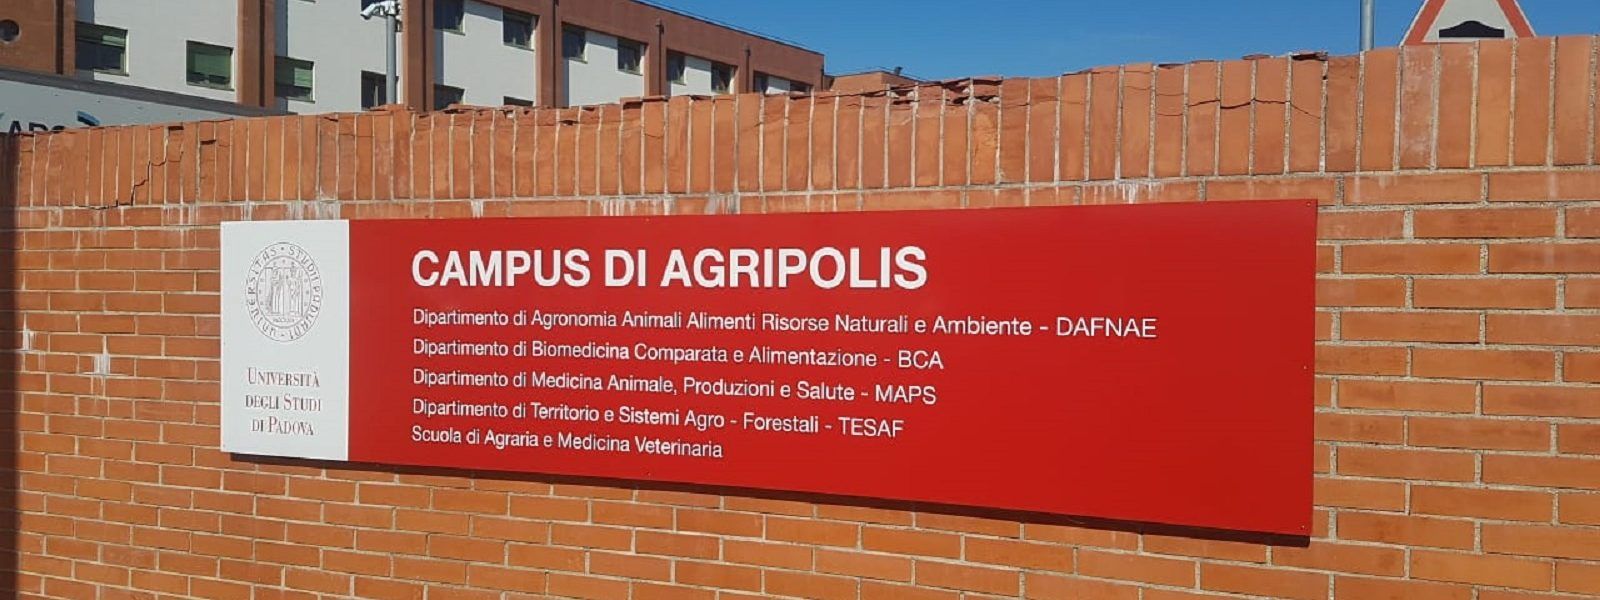 CAMPUS DI AGRIPOLIS
Dipartimento di Agronomia Animali Alimenti Risorse Naturali e Ambiente - DAFNAE
Dipartimento di Biomedicina Comparata e Alimentazione - BCA
Dipartimento di Medicina Animale, Produzioni e Salute - MAPS
Dipartimento di Territorio e Sistemi Agro - Forestali - TESAF
Scuola di Agraria e Medicina Veterinaria
UNIVERSITÀ
DEGLI STUDI
DI PADOVA